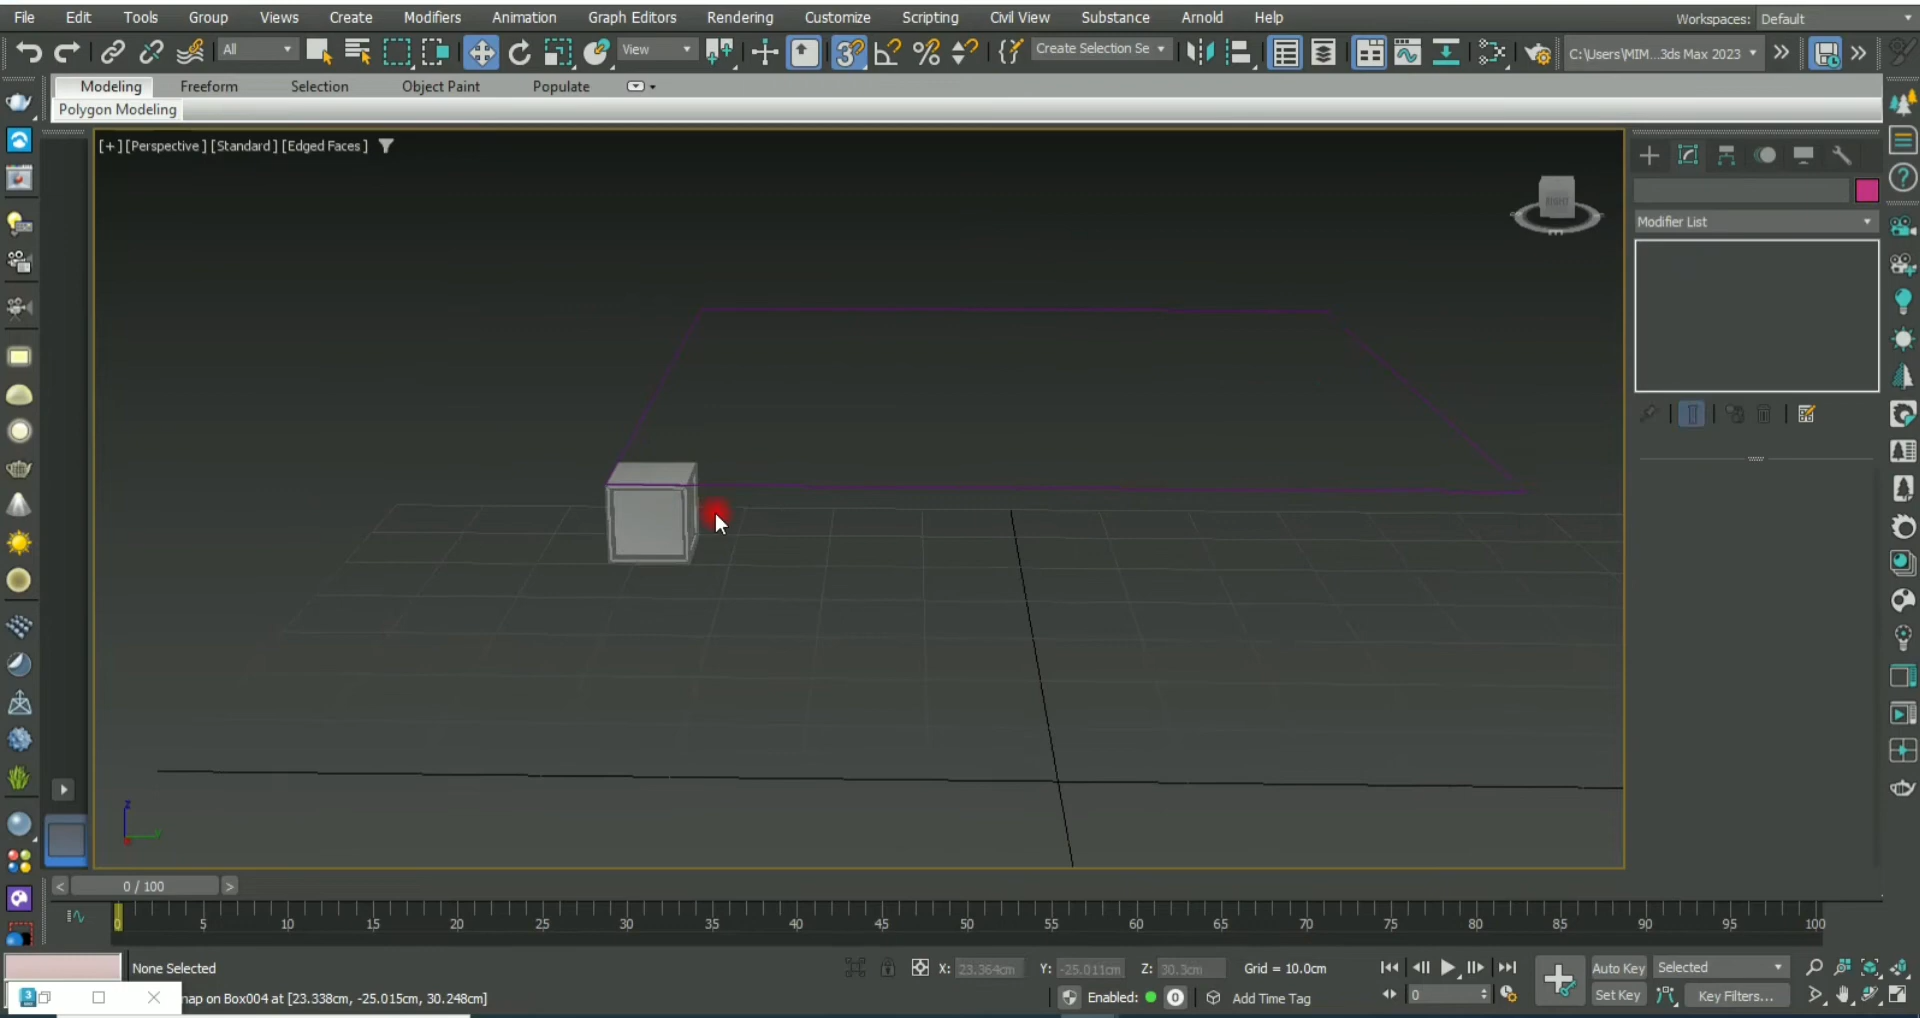 File Edit Tools Group Views Create Modifiers Animation Graph Editors Rendering Customize Scripting Civil View Substance Arnold Help Workspaces: Default
All View Create Selection Se C:\Users\MIM...3ds Max 2023
Modeling Freeform Selection Object Paint Populate
Polygon Modeling
[+] [Perspective] [Standard] [Edged Faces]
Modifier List
z
y
< 0 / 100 >
0 5 10 15 20 25 30 35 40 45 50 55 60 65 70 75 80 85 90 95 100
None Selected X: 23.364cm Y: -25.011cm Z: 30.3cm Grid = 10.0cm Auto Key Selected
3 nap on Box004 at [23.338cm, -25.015cm, 30.248cm] Enabled: 0 Add Time Tag 0 Set Key Key Filters...